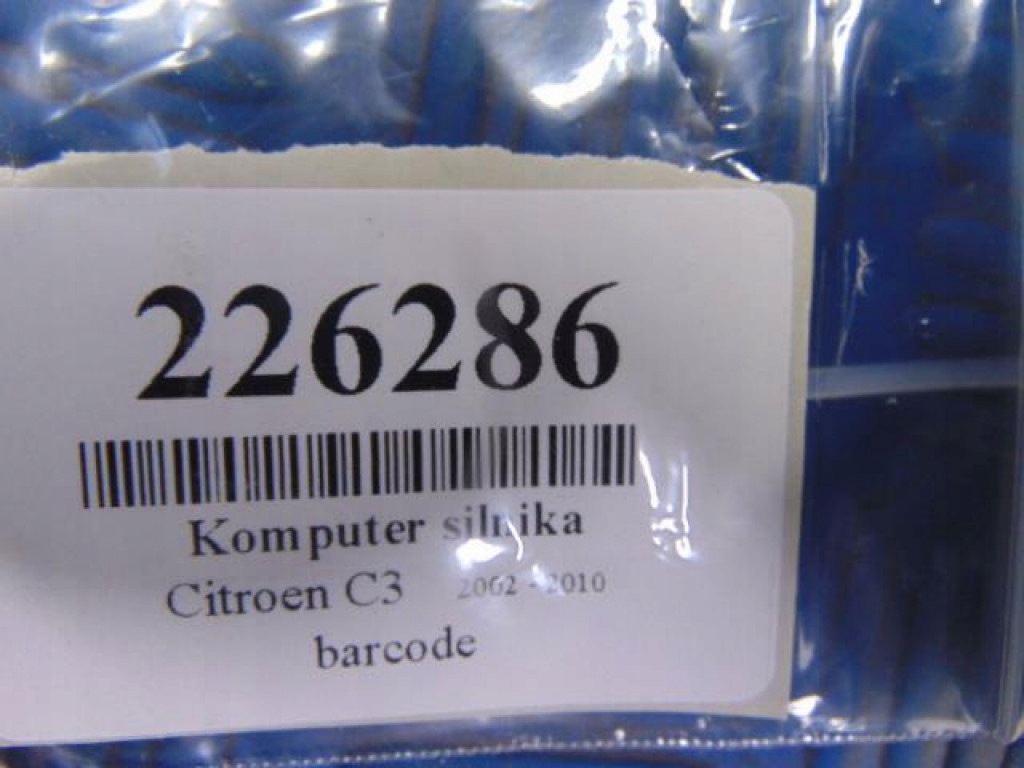 226286
Komputer silnika
Citroen C3 2002 - 2010
barcode